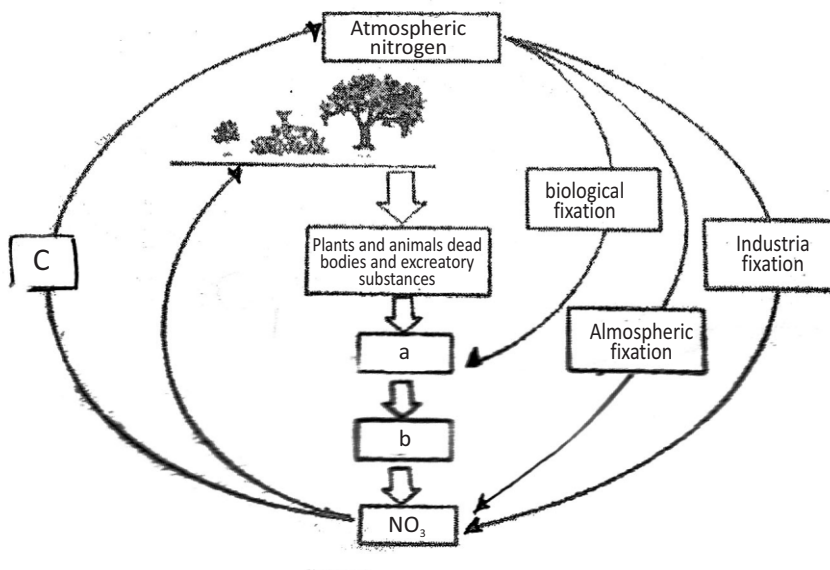 Atmospheric
nitrogen
biological
fixation
Plants and animals dead
bodies and excreatory
substances
C
Industria
fixation
Almospheric
fixation
a
b
NO₃